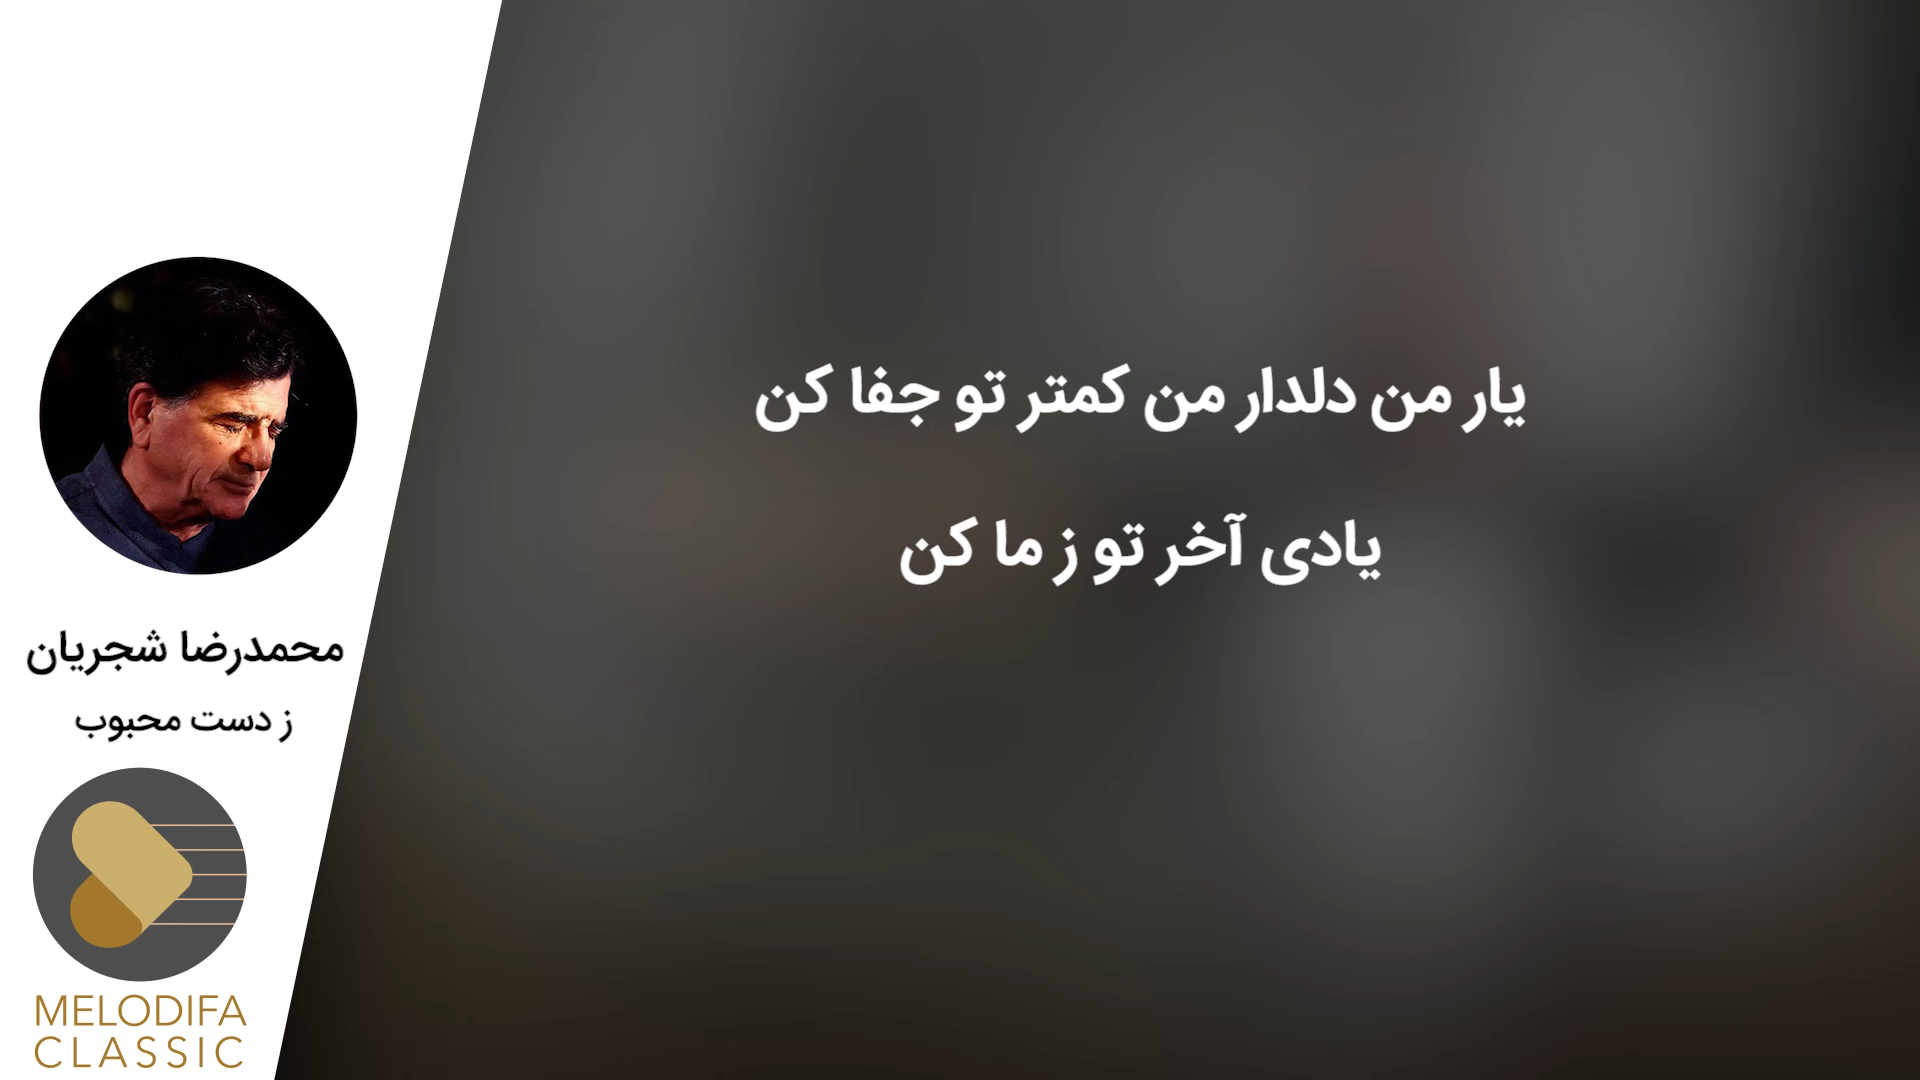 یار من دلدار من کمتر تو جفا کن
یادی آخر تو ز ما کن
محمدرضا شجریان
ز دست محبوب
MELODIFA
CLASSIC